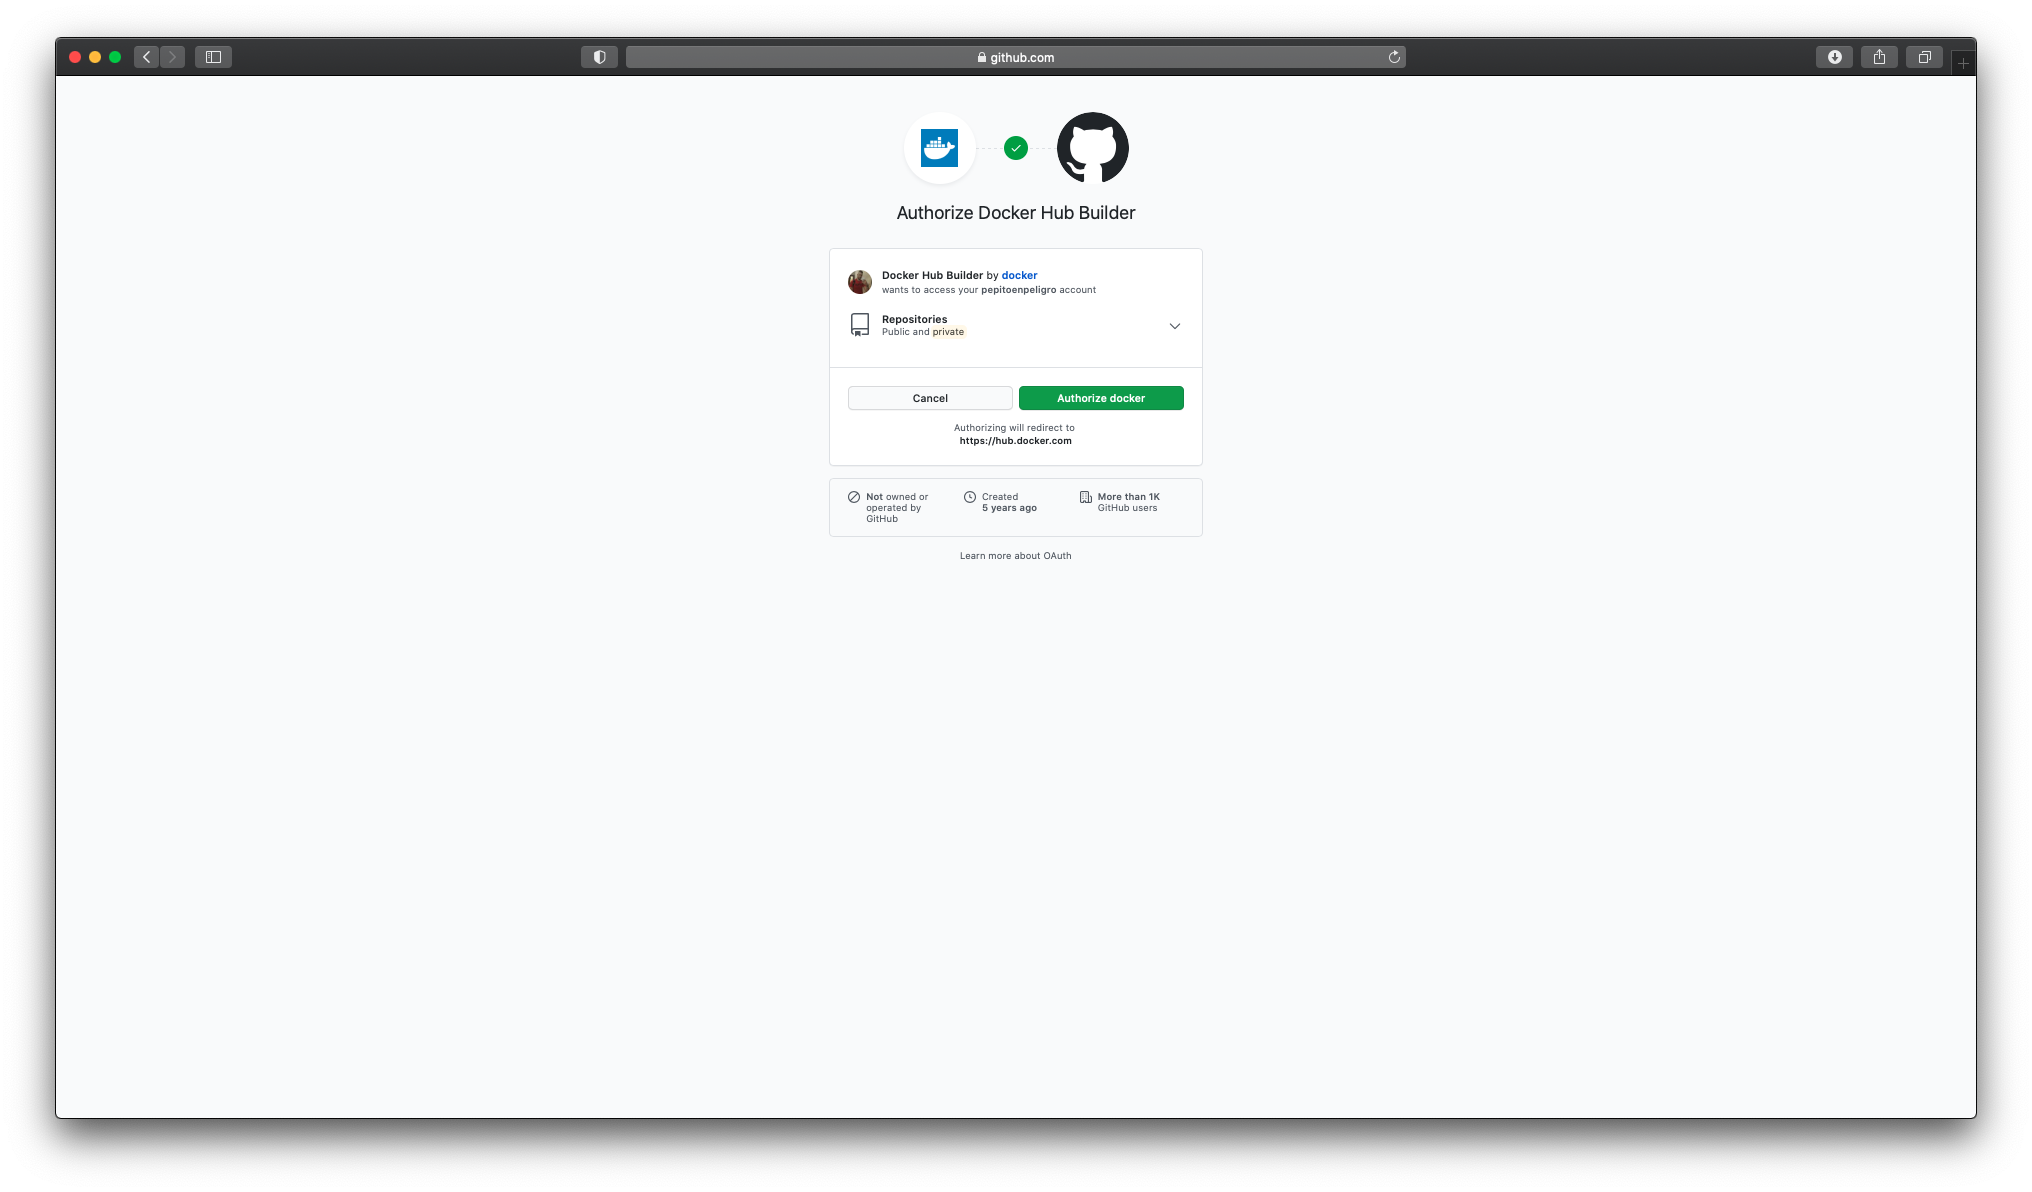 github.com
Authorize Docker Hub Builder
Docker Hub Builder by docker
wants to access your pepitoenpeligro account
Repositories
Public and private
Cancel
Authorize docker
Authorizing will redirect to
https://hub.docker.com
Not owned or
operated by
GitHub
Created
5 years ago
More than 1K
GitHub users
Learn more about OAuth